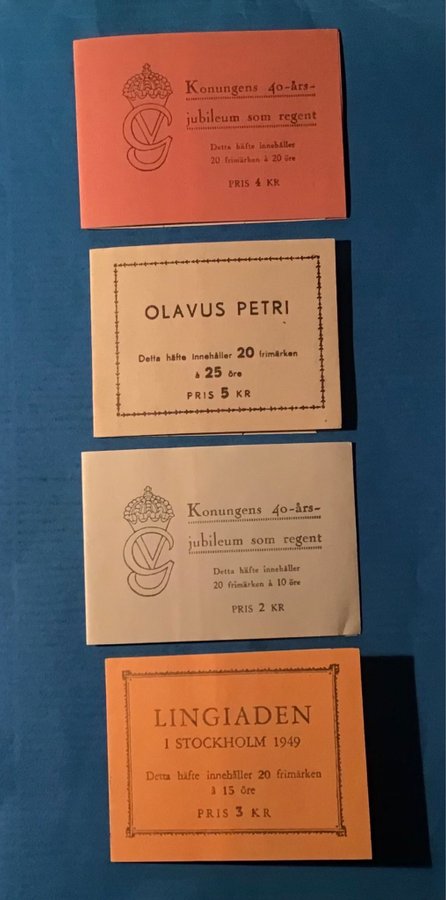 Konungens 40-års-
jubileum som regent
Detta häfte innehåller
20 frimärken à 20 öre
PRIS 4 KR
OLAVUS PETRI
Detta häfte innehåller 20 frimärken
à 25 öre
PRIS 5 KR
Konungens 40-års-
jubileum som regent
Detta häfte innehåller
20 frimärken à 10 öre
PRIS 2 KR
LINGIADEN
I STOCKHOLM 1949
Detta häfte innehåller 20 frimärken
à 15 öre
PRIS 3 KR